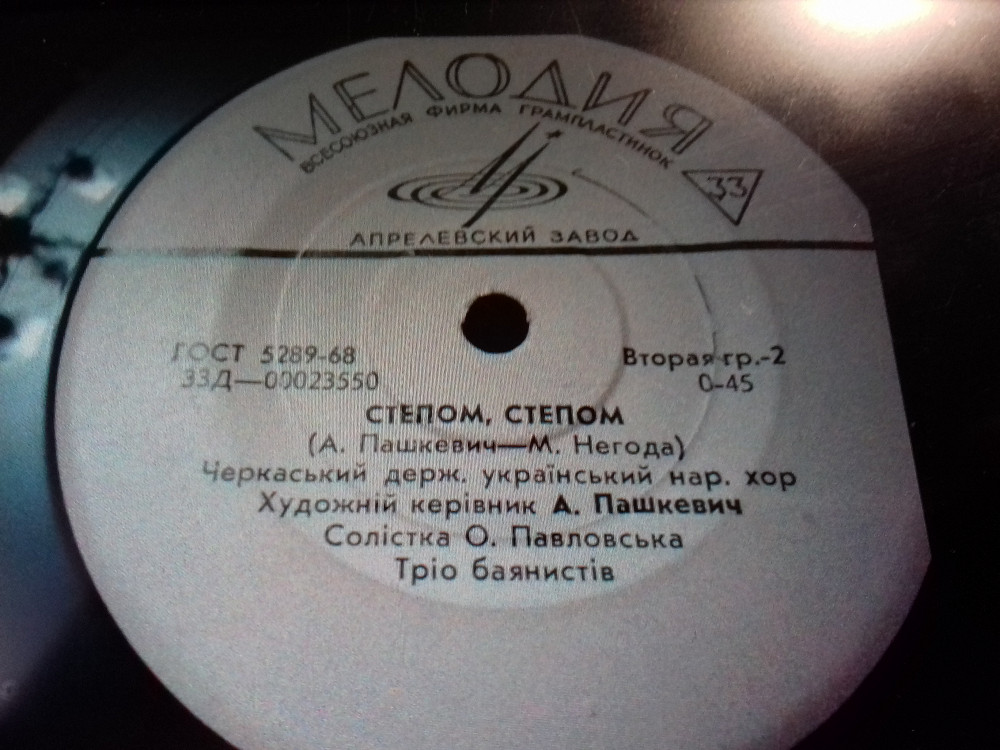 МЕЛОДИЯ
ВСЕСОЮЗНАЯ ФИРМА ГРАМПЛАСТИНОК
33
АПРЕЛЕВСКИЙ ЗАВОД
ГОСТ 5289-68
Вторая гр.-2
33Д—00023550
0-45
СТЕПОМ, СТЕПОМ
(А. Пашкевич—М. Негода)
Черкаський держ. український нар. хор
Художній керівник А. Пашкевич
Солістка О. Павловська
Тріо баяністів